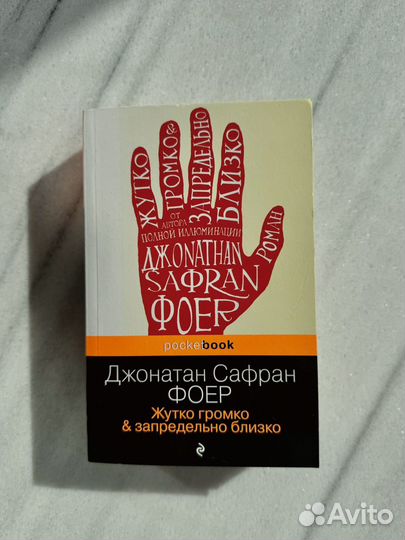 ЖУТКО
ГРОМКО &
ЗАПРЕДЕЛЬНО
БЛИЗКО
ОТ
АВТОРА
ПОЛНОЙ ИЛЛЮМИНАЦИИ
РОМАН
ДЖОNATHAN
SAFRAN
ФОЕР
pocketbook
Джонатан Сафран
ФОЕР
Жутко громко
& запредельно близко
Avito